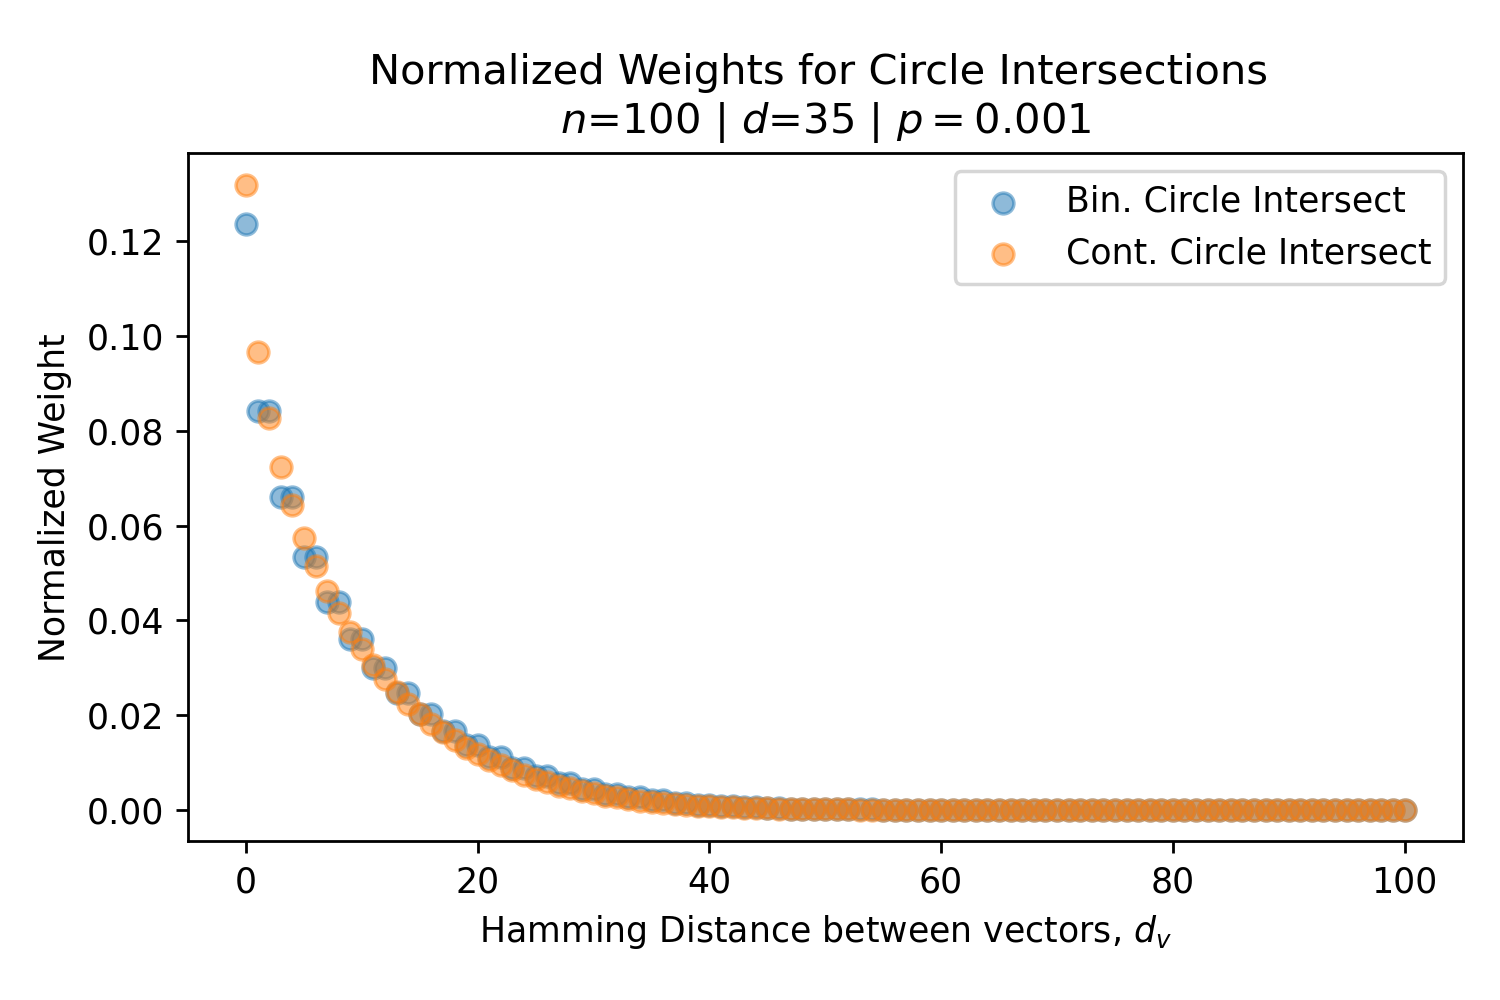 Normalized Weights for Circle Intersections
n=100 | d=35 | p = 0.001
Bin. Circle Intersect
Cont. Circle Intersect
Normalized Weight
0.12
0.10
0.08
0.06
0.04
0.02
0.00
0 20 40 60 80 100
Hamming Distance between vectors, d_v